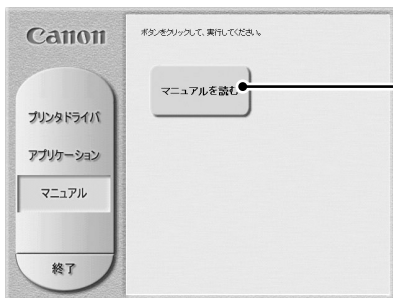 Canon
ボタンをクリックして、実行してください。
マニュアルを読む
プリンタドライバ
アプリケーション
マニュアル
終了